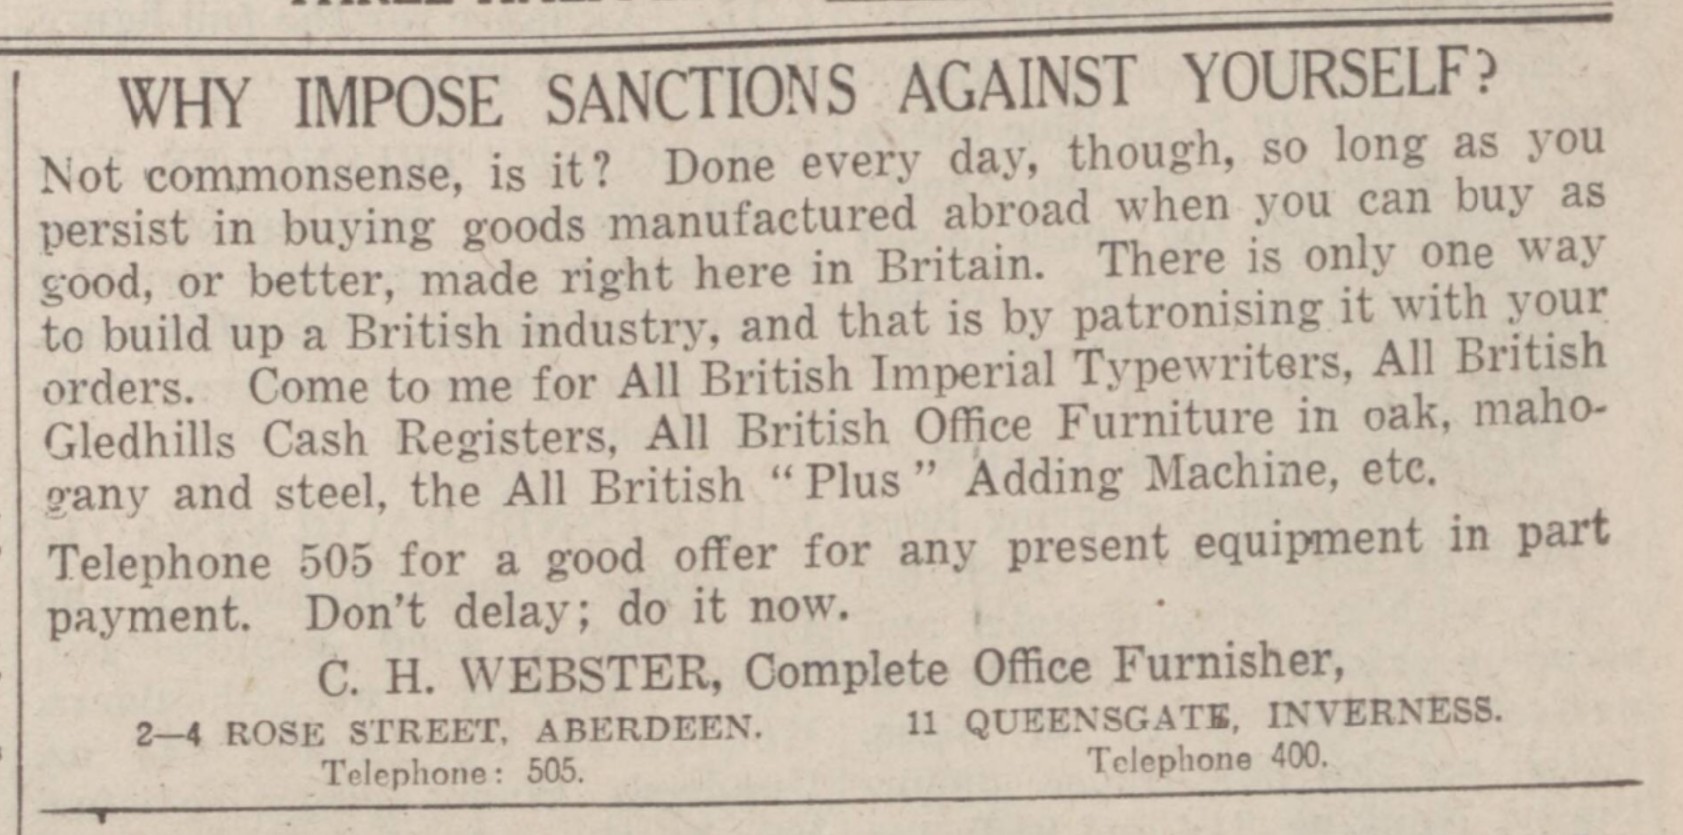 WHY IMPOSE SANCTIONS AGAINST YOURSELF?
Not commonsense, is it? Done every day, though, so long as you
persist in buying goods manufactured abroad when you can buy as
good, or better, made right here in Britain. There is only one way
to build up a British industry, and that is by patronising it with your
orders. Come to me for All British Imperial Typewriters, All British
Gledhills Cash Registers, All British Office Furniture in oak, maho-
gany and steel, the All British "Plus" Adding Machine, etc.
Telephone 505 for a good offer for any present equipment in part
payment. Don't delay; do it now.
C. H. WEBSTER, Complete Office Furnisher,
2—4 ROSE STREET, ABERDEEN. 11 QUEENSGATE, INVERNESS.
Telephone: 505. Telephone 400.